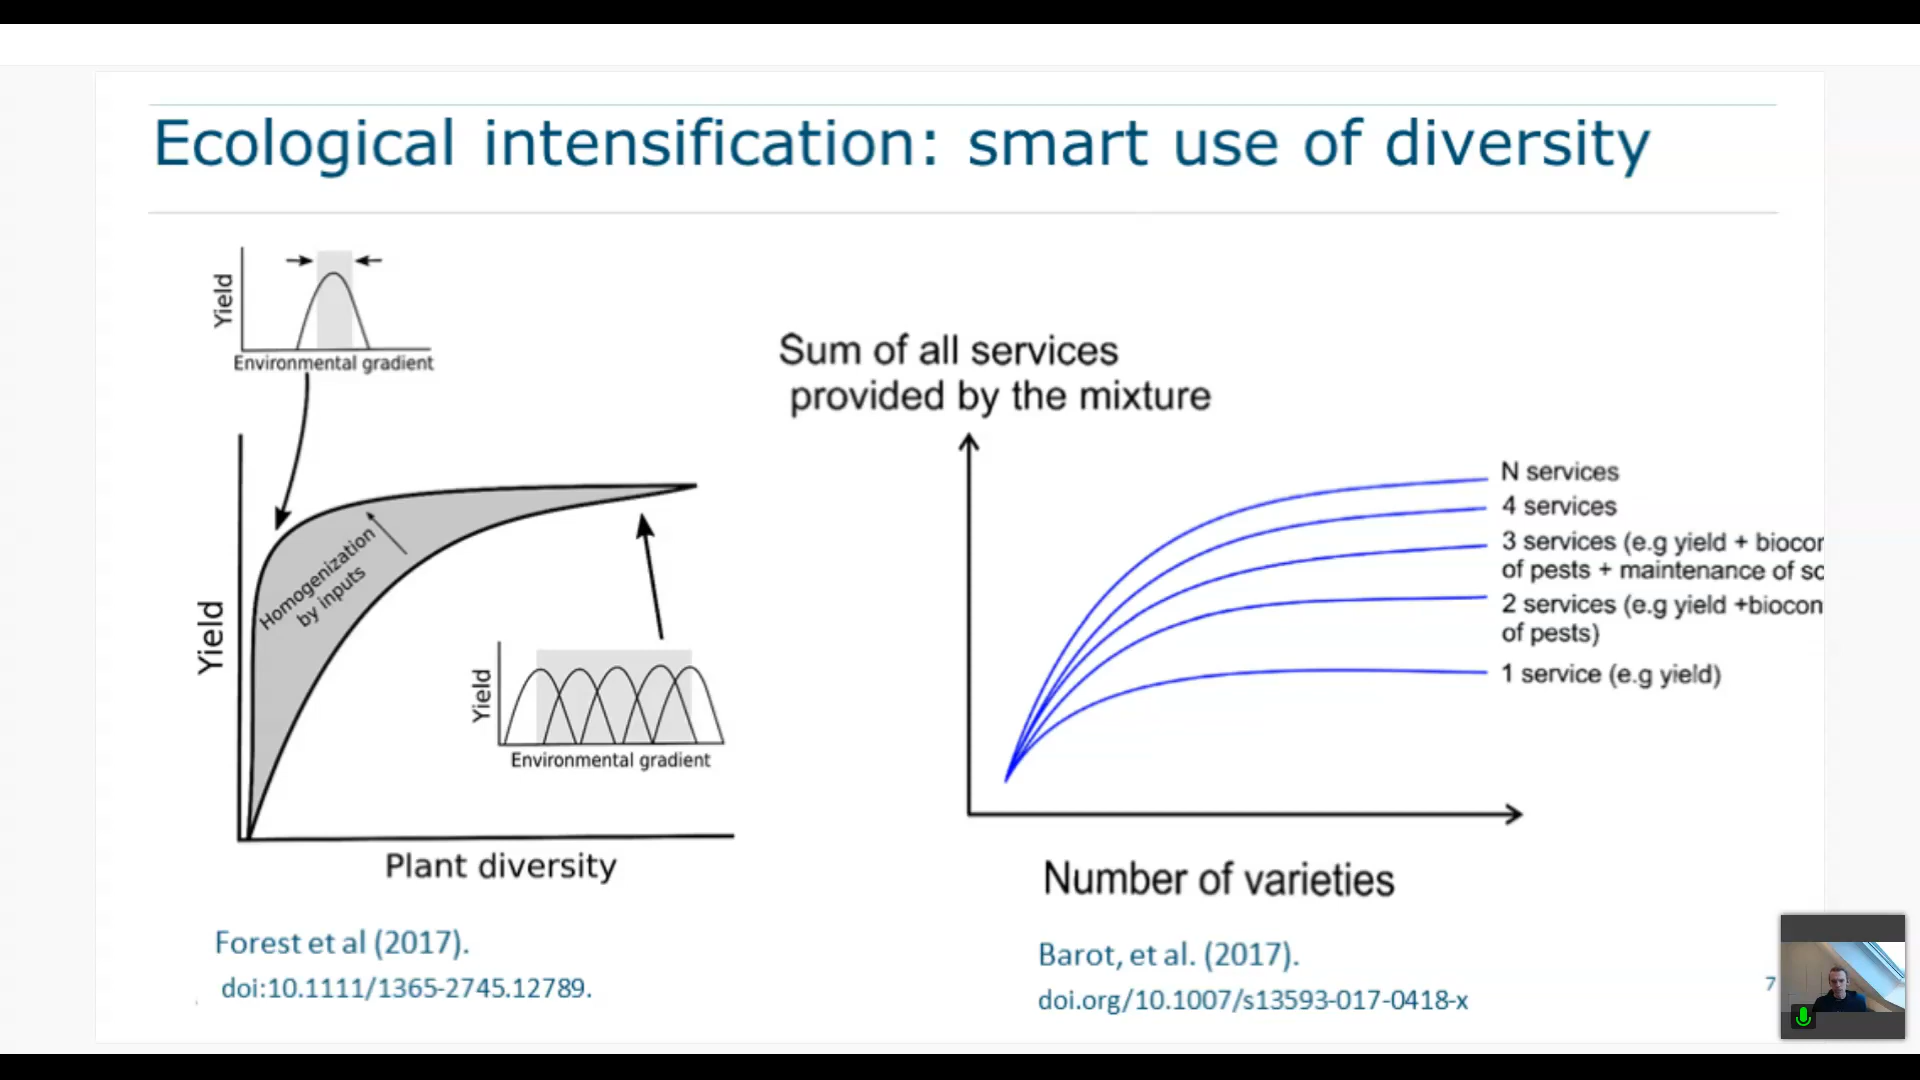 Ecological intensification: smart use of diversity
Yield
Environmental gradient
Yield
Homogenization
by inputs
Yield
Environmental gradient
Plant diversity
Forest et al (2017).
doi:10.1111/1365-2745.12789.
Sum of all services
provided by the mixture
N services
4 services
3 services (e.g yield + biocor
of pests + maintenance of sc
2 services (e.g yield +biocon
of pests)
1 service (e.g yield)
Number of varieties
Barot, et al. (2017).
doi.org/10.1007/s13593-017-0418-x
7